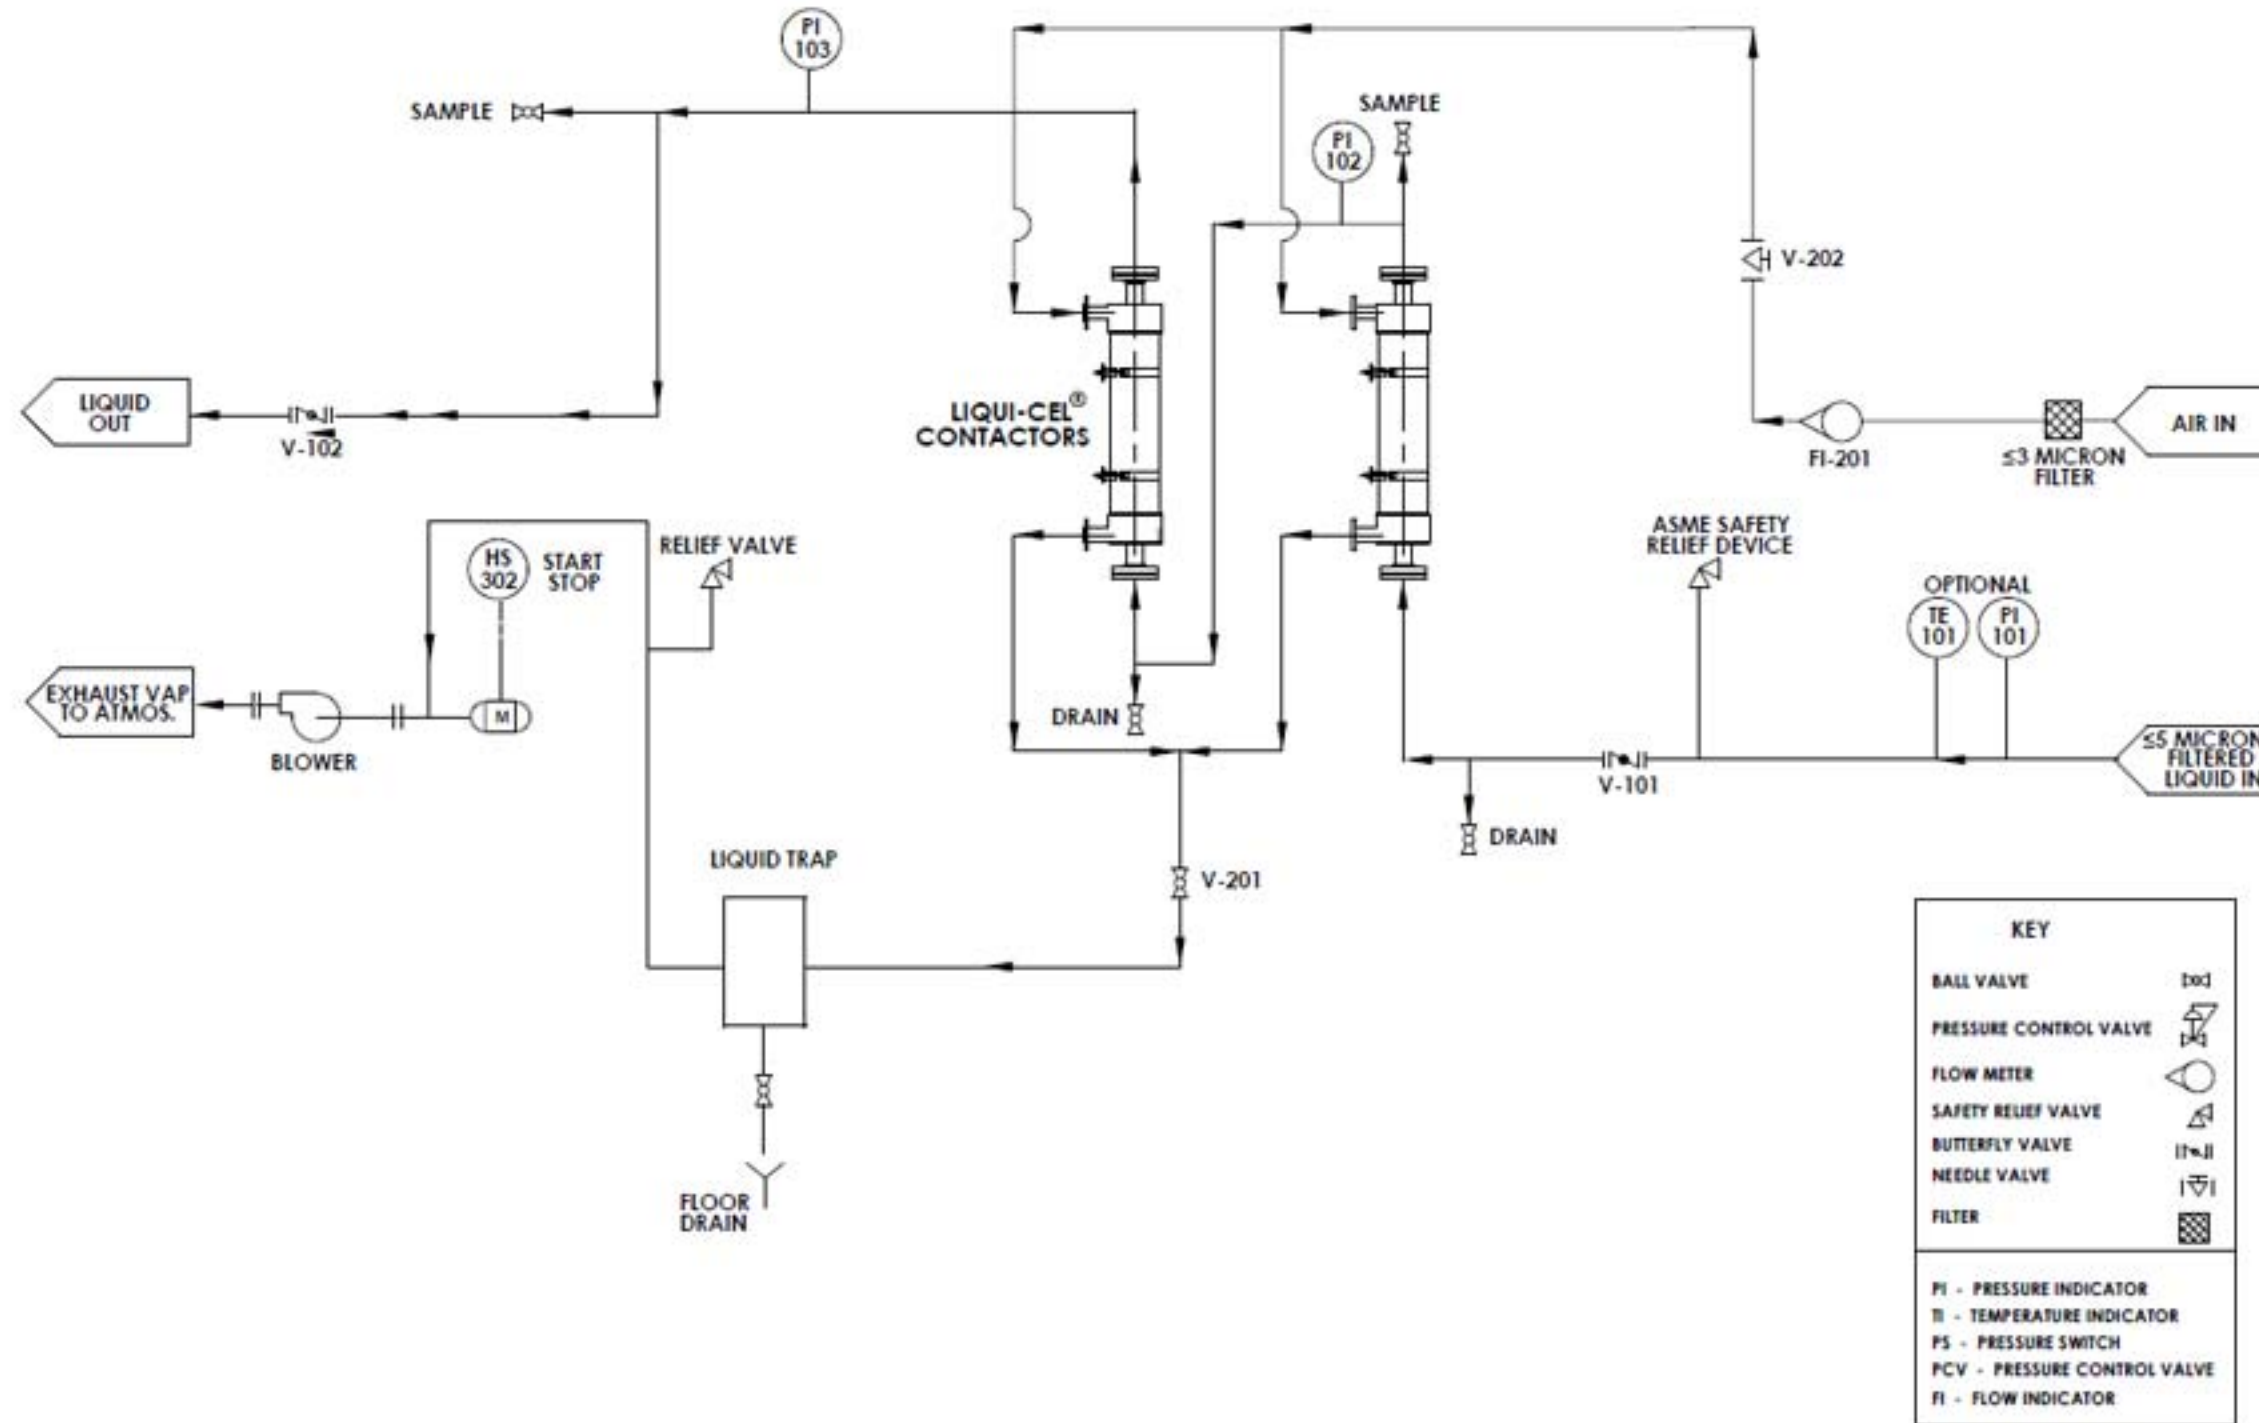 PI
103
SAMPLE
SAMPLE
PI
102
V-202
LIQUID
OUT
V-102
LIQUI-CEL®
CONTACTORS
FI-201
≤3 MICRON
FILTER
AIR IN
HS
302
START
STOP
RELIEF VALVE
ASME SAFETY
RELIEF DEVICE
OPTIONAL
TE
101
PI
101
EXHAUST VAP
TO ATMOS.
M
BLOWER
DRAIN
V-101
≤5 MICRON
FILTERED
LIQUID IN
DRAIN
LIQUID TRAP
V-201
FLOOR
DRAIN
KEY
BALL VALVE
PRESSURE CONTROL VALVE
FLOW METER
SAFETY RELIEF VALVE
BUTTERFLY VALVE
NEEDLE VALVE
FILTER
PI - PRESSURE INDICATOR
TI - TEMPERATURE INDICATOR
PS - PRESSURE SWITCH
PCV - PRESSURE CONTROL VALVE
FI - FLOW INDICATOR